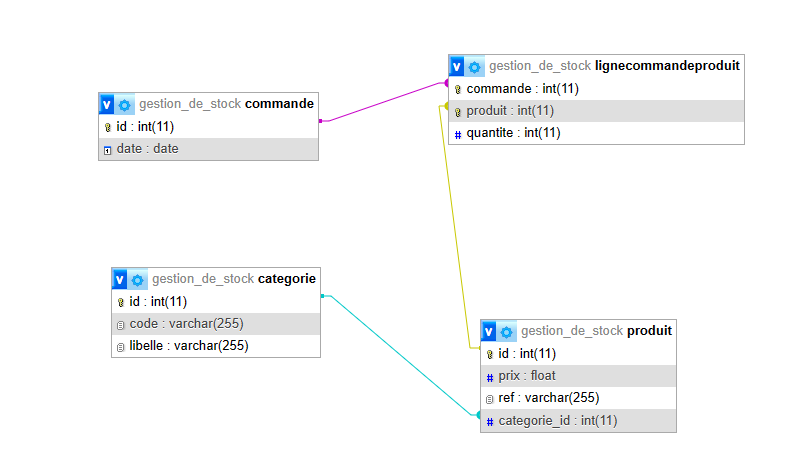 gestion_de_stock commande
id : int(11)
date : date
gestion_de_stock lignecommandeproduit
commande : int(11)
produit : int(11)
# quantite : int(11)
gestion_de_stock categorie
id : int(11)
code : varchar(255)
libelle : varchar(255)
gestion_de_stock produit
id : int(11)
# prix : float
ref : varchar(255)
# categorie_id : int(11)